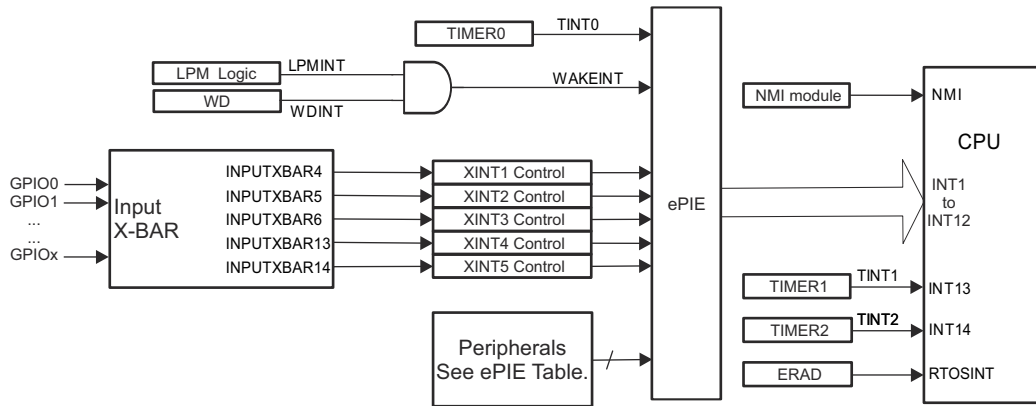 TIMER0
TINT0
LPM Logic
LPMINT
WD
WDINT
WAKEINT
NMI module
NMI
CPU
GPIO0
GPIO1
...
...
GPIOx
Input
X-BAR
INPUTXBAR4
INPUTXBAR5
INPUTXBAR6
INPUTXBAR13
INPUTXBAR14
XINT1 Control
XINT2 Control
XINT3 Control
XINT4 Control
XINT5 Control
ePIE
INT1
to
INT12
TIMER1
TINT1
INT13
TIMER2
TINT2
INT14
Peripherals
See ePIE Table.
ERAD
RTOSINT